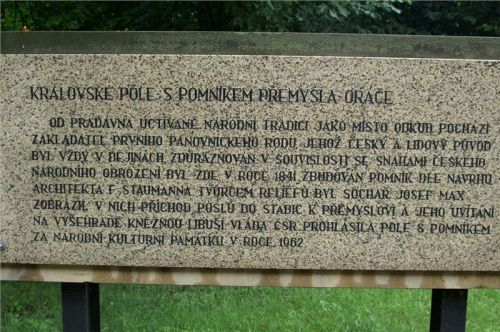 KRÁLOVSKÉ POLE S POMNÍKEM PŘEMYSLA ORÁČE
OD PRADÁVNA UCTÍVANÉ NÁRODNÍ TRADICÍ JAKO MÍSTO ODKUD POCHÁZÍ
ZAKLADATEL PRVNÍHO PANOVNICKÉHO RODU, JEHOŽ ČESKÝ A LIDOVÝ PŮVOD
BYL VŽDY V DĚJINÁCH, ZDŮRAZŇOVÁN V SOUVISLOSTI SE SNAHAMI ČESKÉHO
NÁRODNÍHO OBROZENÍ BYL ZDE, V ROCE 1841, ZBUDOVÁN POMNÍK DLE NÁVRHU
ARCHITEKTA F. STAUMANNA, TVŮRCEM RELIÉFŮ BYL SOCHAŘ JOSEF MAX,
ZOBRAZIL V NICH PŘÍCHOD POSLŮ DO STADIC K PŘEMYSLOVI A JEHO UVÍTÁNÍ
NA VYŠEHRADĚ KNĚŽNOU LIBUŠÍ. VLÁDA ČSR PROHLÁSILA POLE S POMNÍKEM
ZA NÁRODNÍ KULTURNÍ PAMÁTKU V ROCE 1962